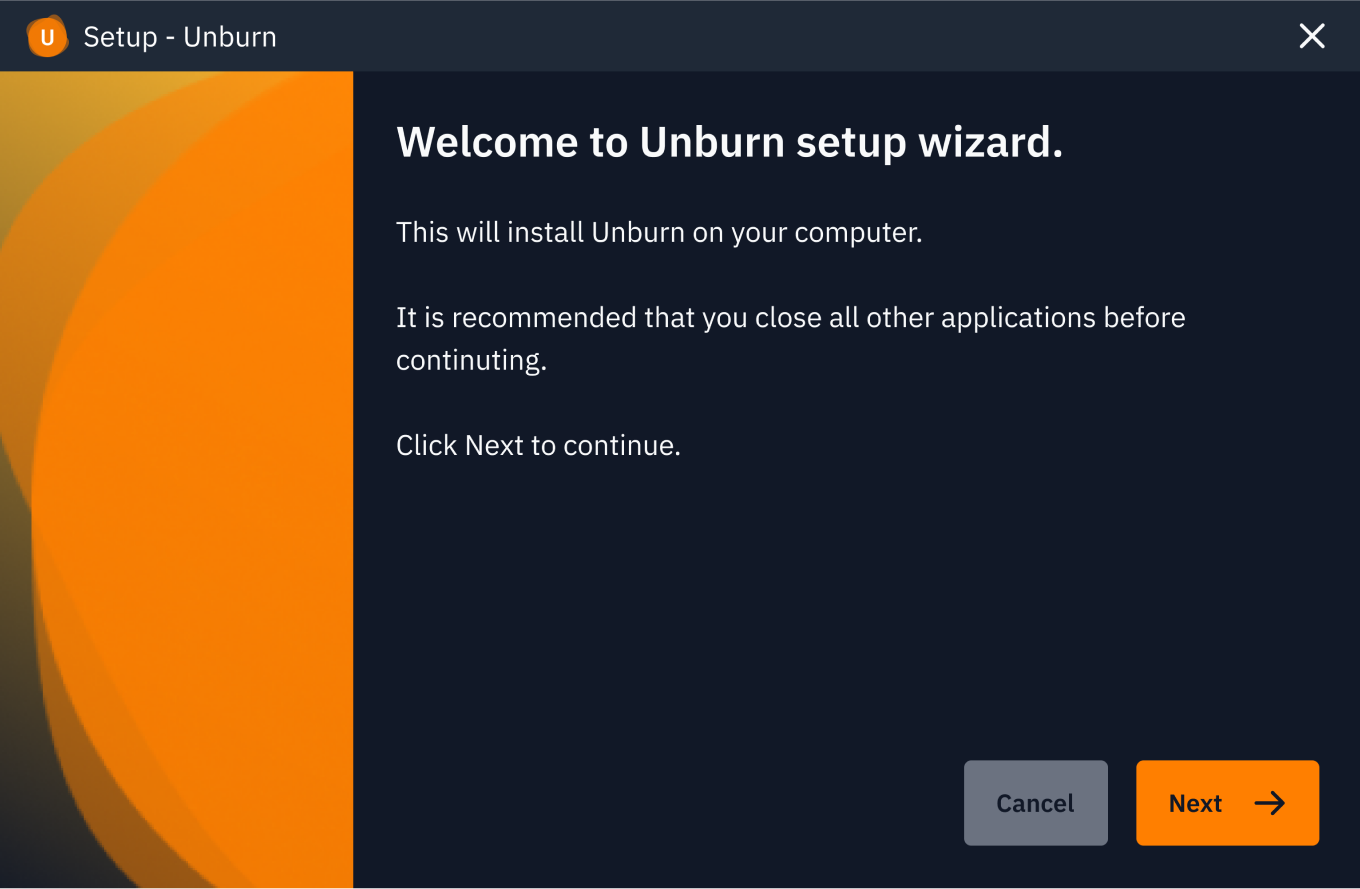 U
Setup - Unburn
Welcome to Unburn setup wizard.
This will install Unburn on your computer.
It is recommended that you close all other applications before
continuting.
Click Next to continue.
Cancel
Next